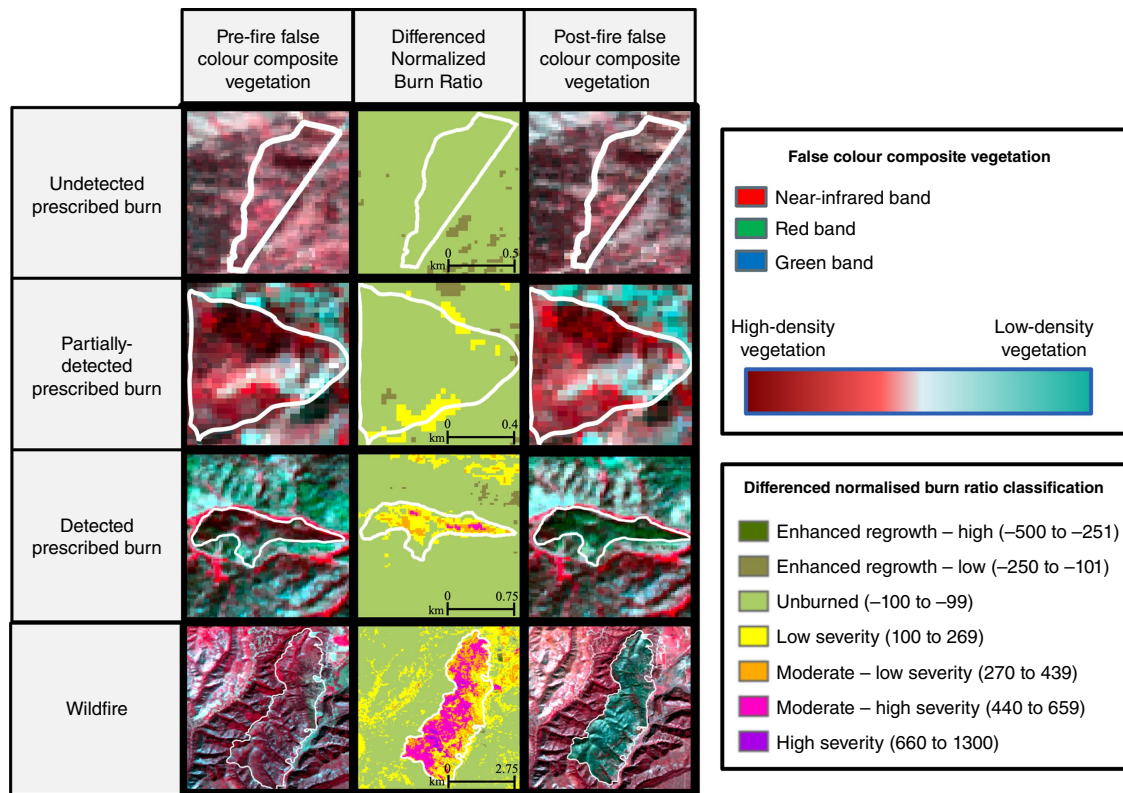 Pre-fire false
colour composite
vegetation
Differenced
Normalized
Burn Ratio
Post-fire false
colour composite
vegetation
Undetected
prescribed burn
0 0.5
km
Partially-
detected
prescribed burn
0 0.4
km
Detected
prescribed burn
0 0.75
km
Wildfire
0 2.75
km
False colour composite vegetation
Near-infrared band
Red band
Green band
High-density
vegetation
Low-density
vegetation
Differenced normalised burn ratio classification
Enhanced regrowth – high (–500 to –251)
Enhanced regrowth – low (–250 to –101)
Unburned (–100 to –99)
Low severity (100 to 269)
Moderate – low severity (270 to 439)
Moderate – high severity (440 to 659)
High severity (660 to 1300)